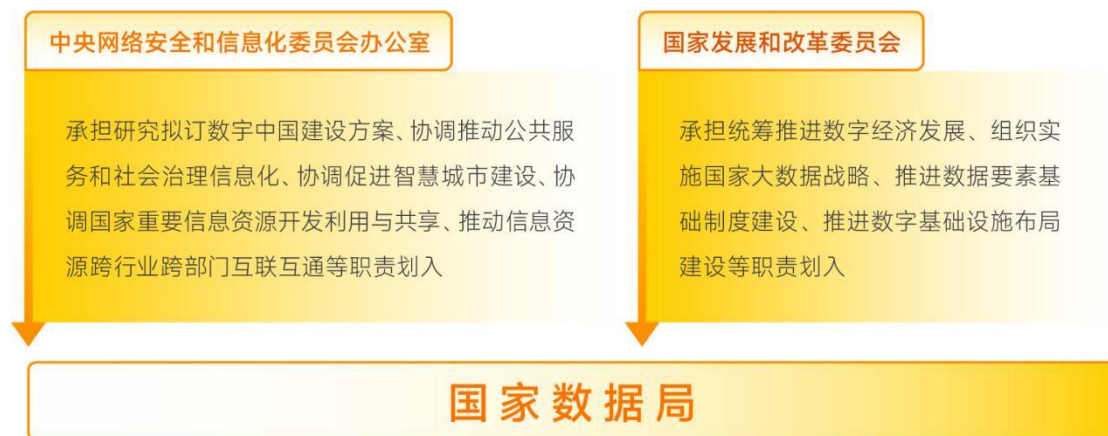 中央网络安全和信息化委员会办公室
承担研究拟订数字中国建设方案、协调推动公共服
务和社会治理信息化、协调促进智慧城市建设、协
调国家重要信息资源开发利用与共享、推动信息资
源跨行业跨部门互联互通等职责划入
国家发展和改革委员会
承担统筹推进数字经济发展、组织实
施国家大数据战略、推进数据要素基
础制度建设、推进数字基础设施布局
建设等职责划入
国家数据局